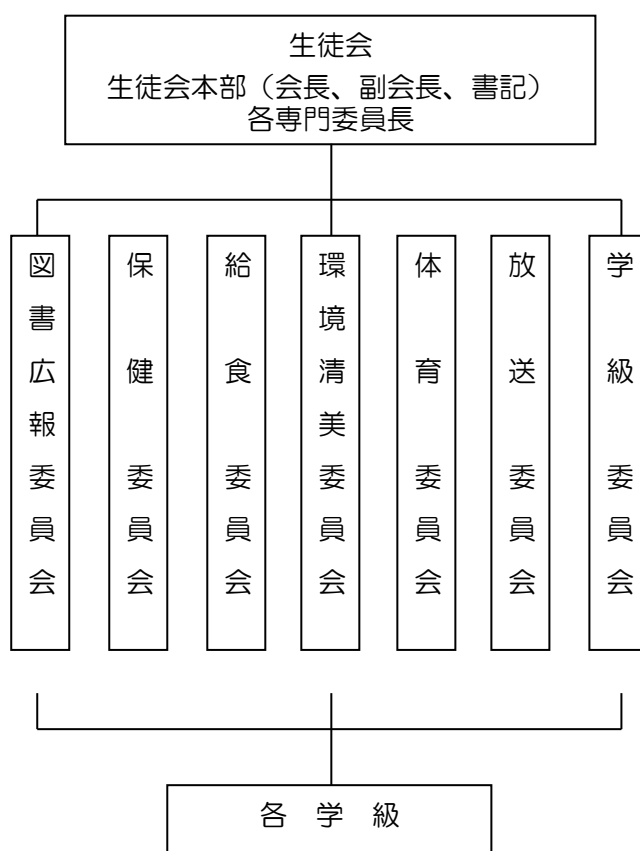 生徒会
生徒会本部（会長、副会長、書記）
各専門委員長
図書広報委員会
保健委員会
給食委員会
環境清美委員会
体育委員会
放送委員会
学級委員会
各学級